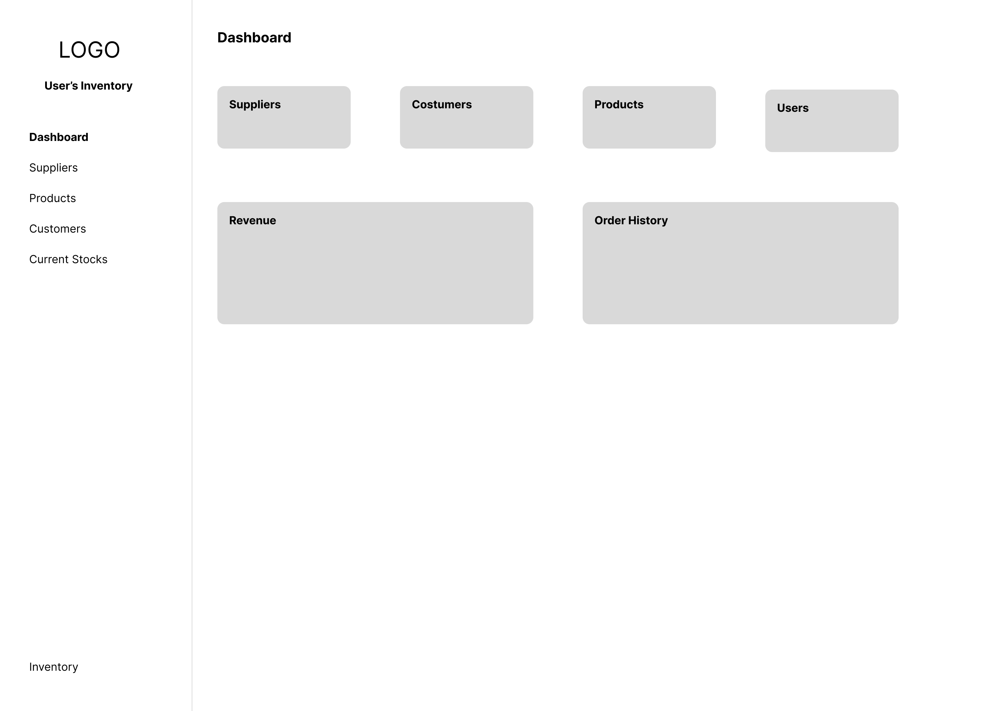 LOGO
User’s Inventory
Dashboard
Suppliers
Products
Customers
Current Stocks
Inventory
Dashboard
Suppliers
Costumers
Products
Users
Revenue
Order History